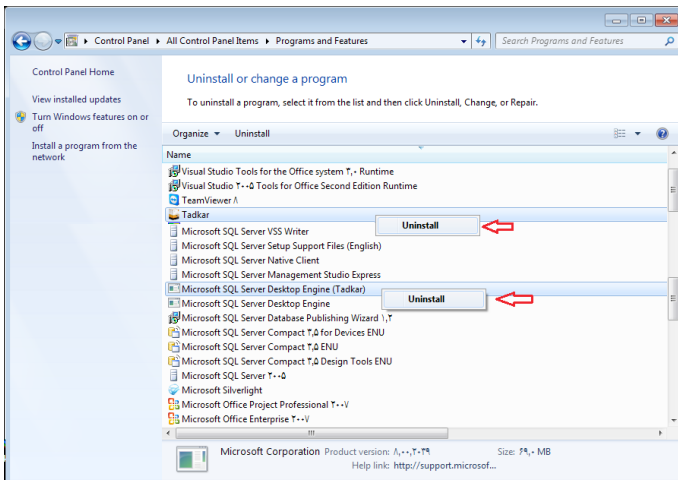 Control Panel ▸ All Control Panel Items ▸ Programs and Features
Search Programs and Features
Control Panel Home
View installed updates
Turn Windows features on or
off
Install a program from the
network
Uninstall or change a program
To uninstall a program, select it from the list and then click Uninstall, Change, or Repair.
Organize Uninstall
Name
Visual Studio Tools for the Office system ۳,۰ Runtime
Visual Studio ۲۰۰۵ Tools for Office Second Edition Runtime
TeamViewer ۸
Tadkar
Uninstall
Microsoft SQL Server VSS Writer
Microsoft SQL Server Setup Support Files (English)
Microsoft SQL Server Native Client
Microsoft SQL Server Management Studio Express
Microsoft SQL Server Desktop Engine (Tadkar)
Uninstall
Microsoft SQL Server Desktop Engine
Microsoft SQL Server Database Publishing Wizard ۱,۲
Microsoft SQL Server Compact ۳,۵ for Devices ENU
Microsoft SQL Server Compact ۳,۵ ENU
Microsoft SQL Server Compact ۳,۵ Design Tools ENU
Microsoft SQL Server ۲۰۰۵
Microsoft Silverlight
Microsoft Office Project Professional ۲۰۰۷
Microsoft Office Enterprise ۲۰۰۷
Microsoft Corporation Product version: ۸,۰۰,۲۰۳۹ Size: ۶۹,۰ MB
Help link: http://support.microsof...